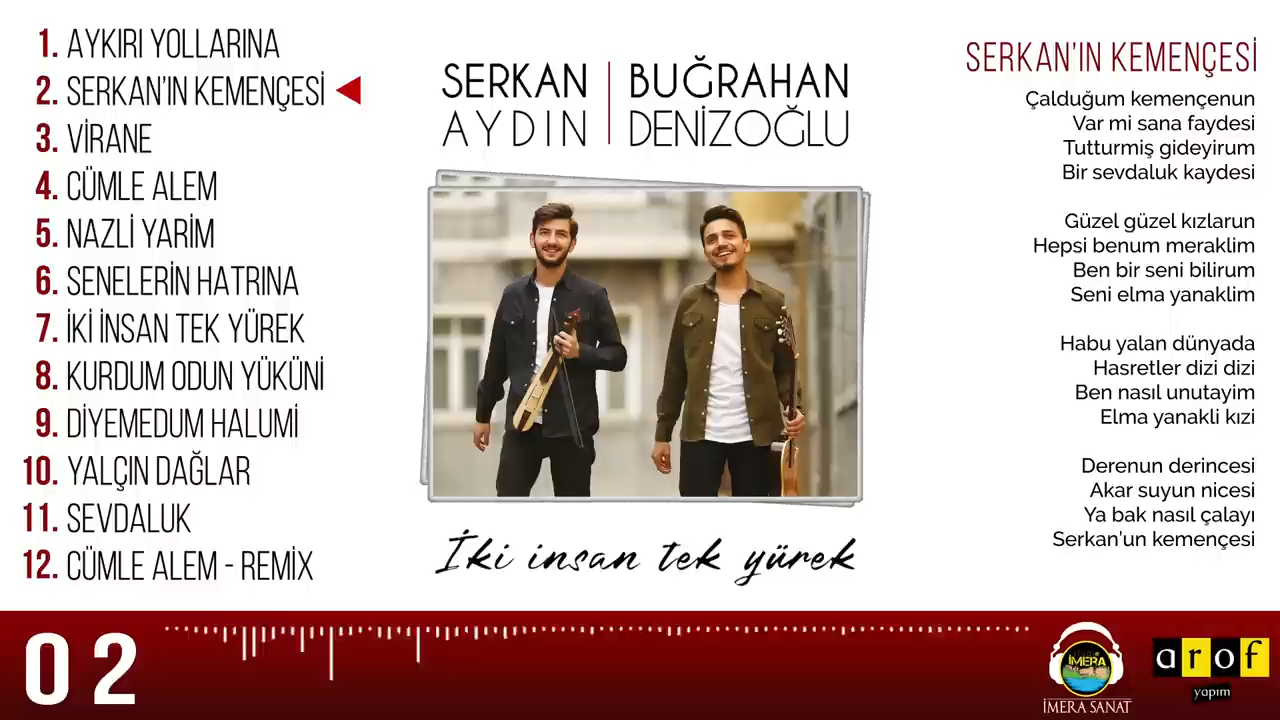 1. AYKIRI YOLLARINA
2. SERKAN'IN KEMENÇESİ
3. VİRANE
4. CÜMLE ALEM
5. NAZLİ YARİM
6. SENELERİN HATRINA
7. İKİ İNSAN TEK YÜREK
8. KURDUM ODUN YÜKÜNİ
9. DİYEMEDUM HALUMİ
10. YALÇIN DAĞLAR
11. SEVDALUK
12. CÜMLE ALEM - REMIX
SERKAN AYDIN
BUĞRAHAN DENİZOĞLU
İki insan tek yürek
SERKAN'IN KEMENÇESİ
Çalduğum kemençenun
Var mi sana faydesi
Tutturmiş gideyirum
Bir sevdaluk kaydesi
Güzel güzel kızlarun
Hepsi benum meraklim
Ben bir seni bilirum
Seni elma yanaklim
Habu yalan dünyada
Hasretler dizi dizi
Ben nasıl unutayim
Elma yanakli kızi
Derenun derincesi
Akar suyun nicesi
Ya bak nasıl çalayı
Serkan'un kemençesi
02
İMERA
İMERA SANAT
arof
yapım